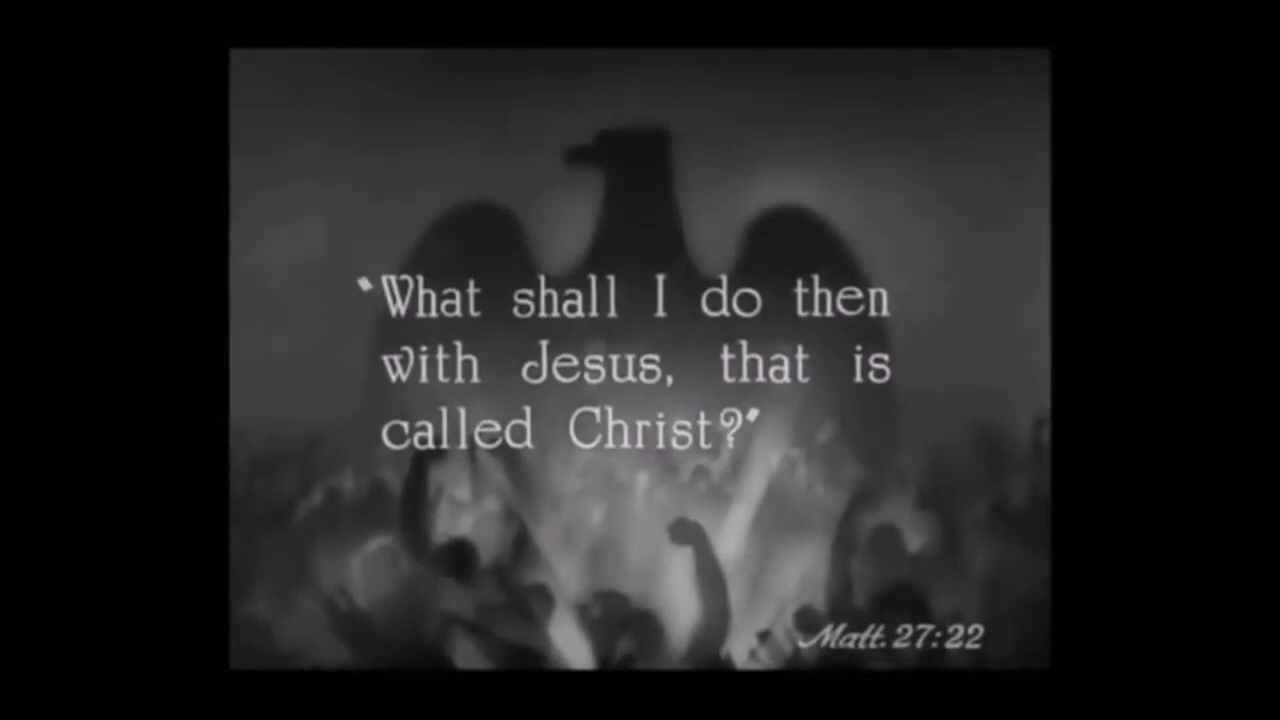 "What shall I do then
with Jesus, that is
called Christ?"
Matt. 27:22